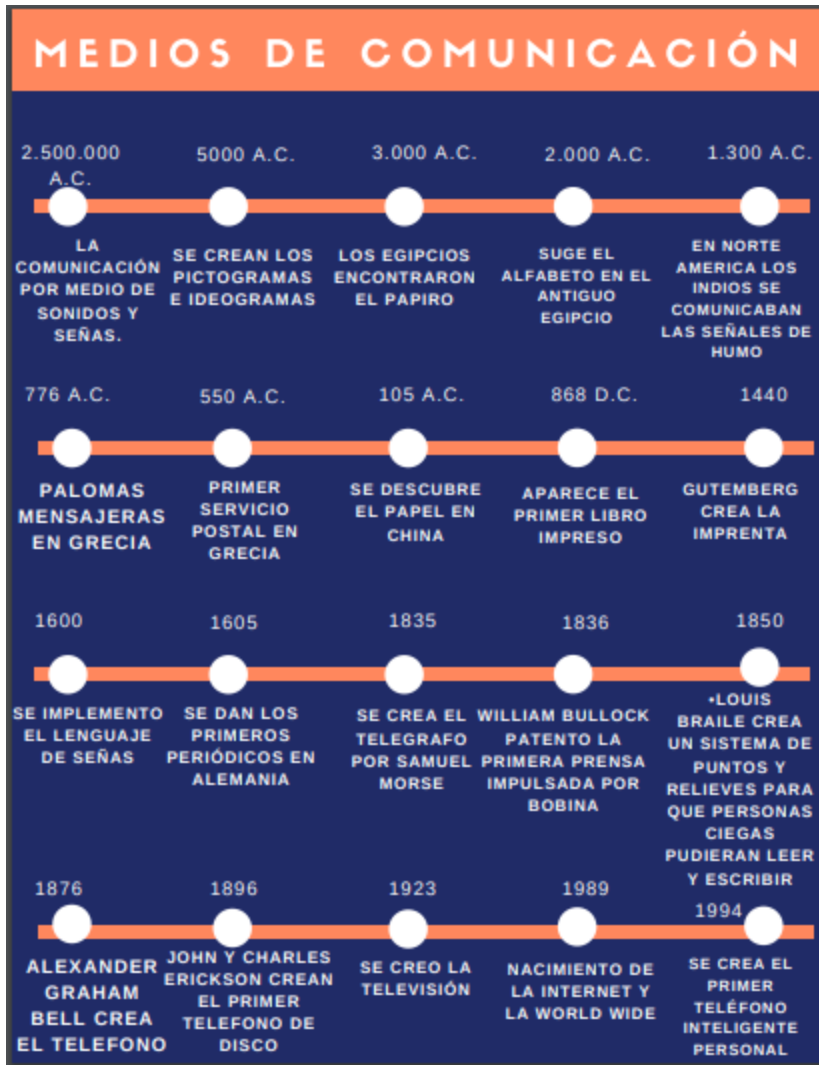 MEDIOS DE COMUNICACIÓN
2.500.000
A.C.
LA
COMUNICACIÓN
POR MEDIO DE
SONIDOS Y
SEÑAS.
5000 A.C.
SE CREAN LOS
PICTOGRAMAS
E IDEOGRAMAS
3.000 A.C.
LOS EGIPCIOS
ENCONTRARON
EL PAPIRO
2.000 A.C.
SUGE EL
ALFABETO EN EL
ANTIGUO
EGIPCIO
1.300 A.C.
EN NORTE
AMERICA LOS
INDIOS SE
COMUNICABAN
LAS SEÑALES DE
HUMO
776 A.C.
PALOMAS
MENSAJERAS
EN GRECIA
550 A.C.
PRIMER
SERVICIO
POSTAL EN
GRECIA
105 A.C.
SE DESCUBRE
EL PAPEL EN
CHINA
868 D.C.
APARECE EL
PRIMER LIBRO
IMPRESO
1440
GUTEMBERG
CREA LA
IMPRENTA
1600
SE IMPLEMENTO
EL LENGUAJE
DE SEÑAS
1605
SE DAN LOS
PRIMEROS
PERIÓDICOS EN
ALEMANIA
1835
SE CREA EL
TELEGRAFO
POR SAMUEL
MORSE
1836
WILLIAM BULLOCK
PATENTO LA
PRIMERA PRENSA
IMPULSADA POR
BOBINA
1850
•LOUIS
BRAILE CREA
UN SISTEMA DE
PUNTOS Y
RELIEVES PARA
QUE PERSONAS
CIEGAS
PUDIERAN LEER
Y ESCRIBIR
1876
ALEXANDER
GRAHAM
BELL CREA
EL TELEFONO
1896
JOHN Y CHARLES
ERICKSON CREAN
EL PRIMER
TELEFONO DE
DISCO
1923
SE CREO LA
TELEVISIÓN
1989
NACIMIENTO DE
LA INTERNET Y
LA WORLD WIDE
1994
SE CREA EL
PRIMER
TELÉFONO
INTELIGENTE
PERSONAL